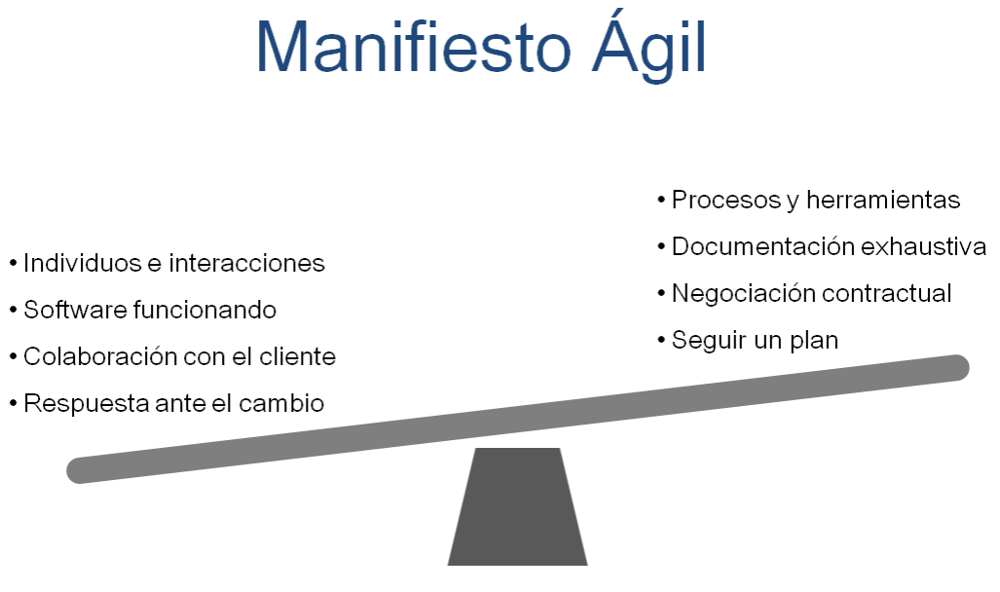 Manifiesto Ágil
• Individuos e interacciones
• Software funcionando
• Colaboración con el cliente
• Respuesta ante el cambio
• Procesos y herramientas
• Documentación exhaustiva
• Negociación contractual
• Seguir un plan